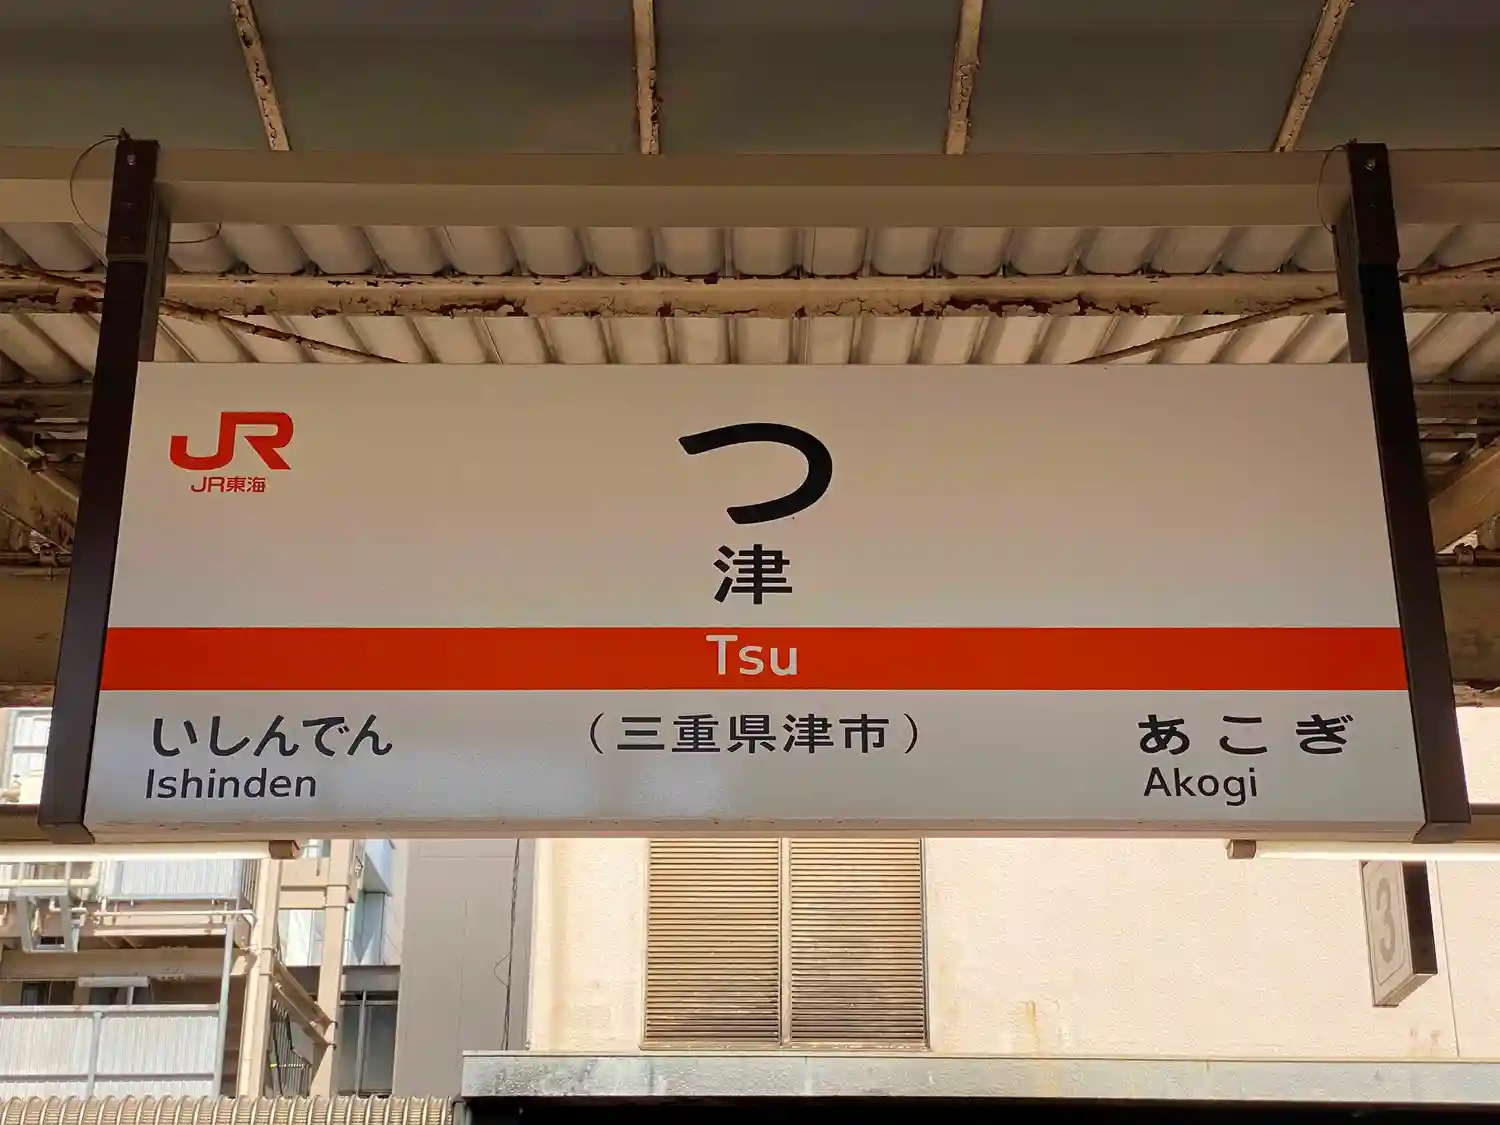 JR
JR東海
つ
津
Tsu
いしんでん
Ishinden
（三重県津市）
あこぎ
Akogi
3